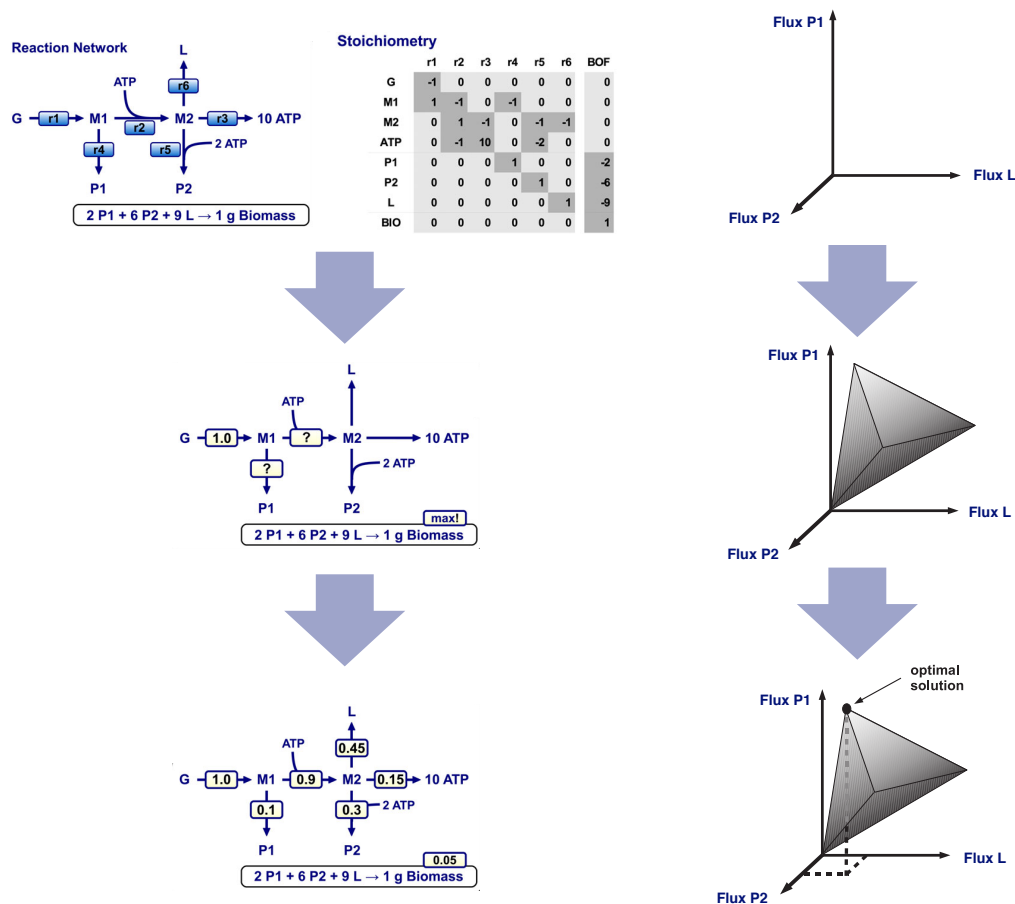 Reaction Network
L
ATP
r6
G r1 M1 r2 M2 r3 10 ATP
r4 r5 2 ATP
P1 P2
2 P1 + 6 P2 + 9 L → 1 g Biomass
Stoichiometry
r1 r2 r3 r4 r5 r6 BOF
G -1 0 0 0 0 0 0
M1 1 -1 0 -1 0 0 0
M2 0 1 -1 0 -1 -1 0
ATP 0 -1 10 0 -2 0 0
P1 0 0 0 1 0 0 -2
P2 0 0 0 0 1 0 -6
L 0 0 0 0 0 1 -9
BIO 0 0 0 0 0 0 1
Flux P1
Flux L
Flux P2
L
ATP
G 1.0 M1 ? M2 10 ATP
? 2 ATP
P1 P2
max!
2 P1 + 6 P2 + 9 L → 1 g Biomass
Flux P1
Flux L
Flux P2
L
ATP 0.45
G 1.0 M1 0.9 M2 0.15 10 ATP
0.1 0.3 2 ATP
P1 P2
0.05
2 P1 + 6 P2 + 9 L → 1 g Biomass
optimal
solution
Flux P1
Flux L
Flux P2